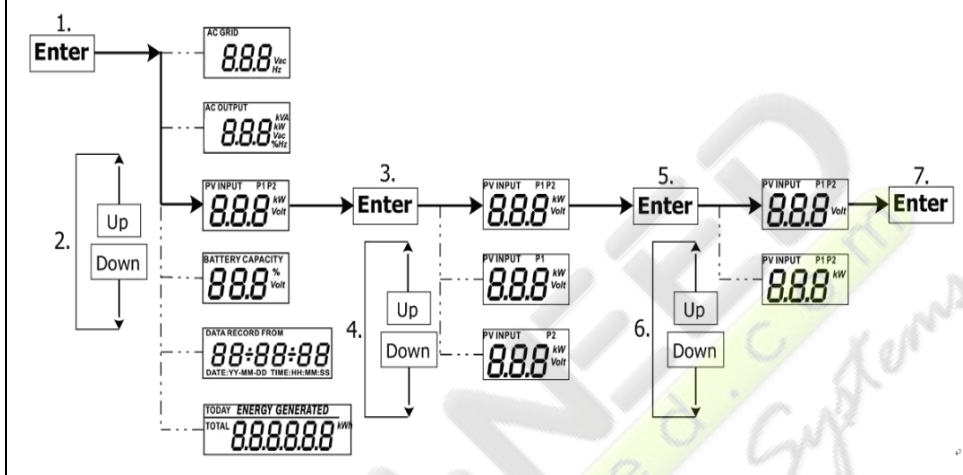 1.
Enter
AC GRID
8.8.8 Vac
Hz
AC OUTPUT
8.8.8 kVA
kW
Vac
%Hz
2.
Up
Down
PV INPUT P1 P2
8.8.8 kW
Volt
BATTERY CAPACITY
88.8 %
Volt
DATA RECORD FROM
88:88:88
DATE:YY-MM-DD TIME:HH:MM:SS
TODAY ENERGY GENERATED
TOTAL 8.8.8.8.8.8 kWh
3.
Enter
4.
Up
Down
PV INPUT P1 P2
8.8.8 kW
Volt
PV INPUT P1
8.8.8 kW
Volt
PV INPUT P2
8.8.8 kW
Volt
5.
Enter
6.
Up
Down
PV INPUT P1 P2
8.8.8 Volt
PV INPUT P1 P2
8.8.8 kW
7.
Enter
Systems